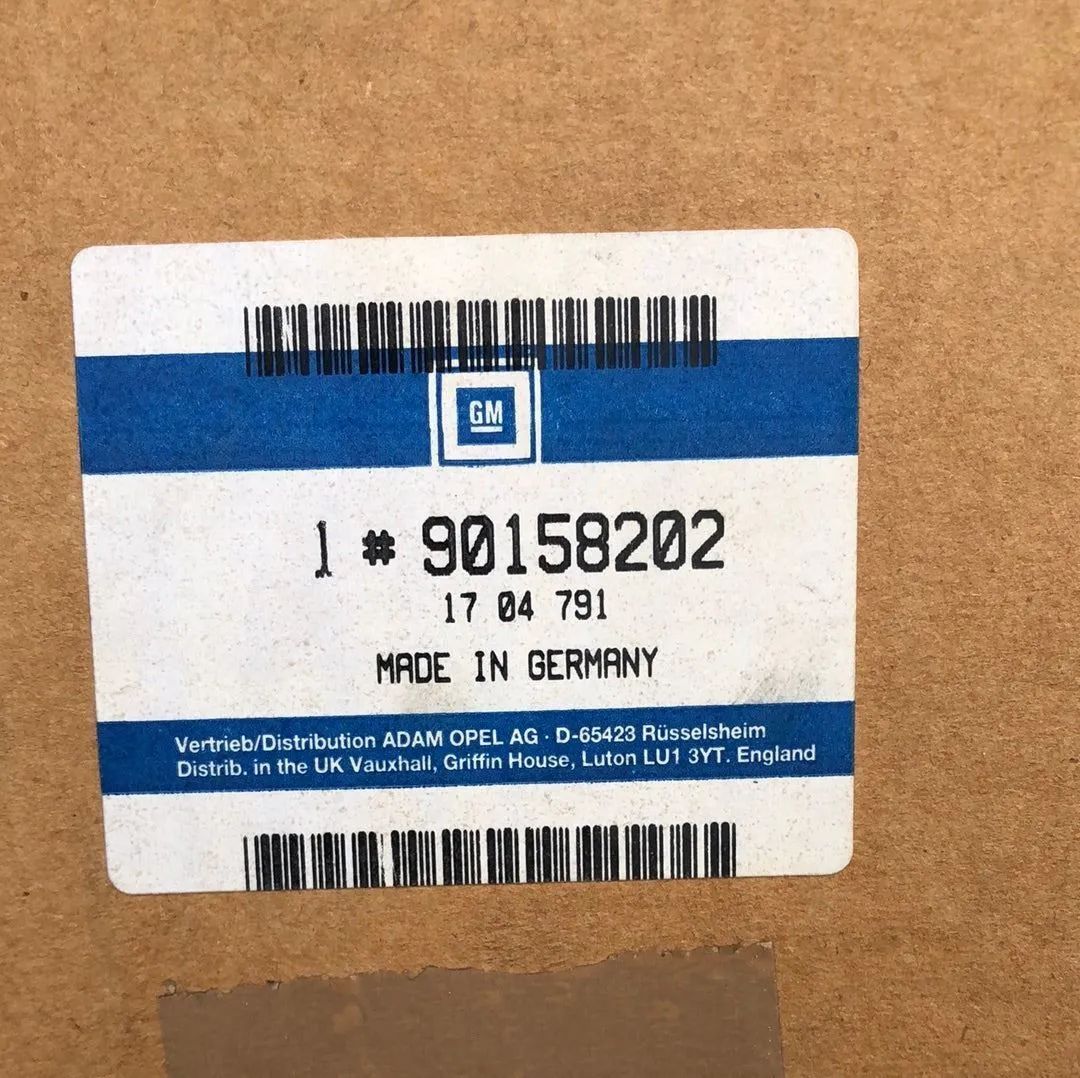 GM
1 # 90158202
17 04 791
MADE IN GERMANY
Vertrieb/Distribution ADAM OPEL AG · D-65423 Rüsselsheim
Distrib. in the UK Vauxhall, Griffin House, Luton LU1 3YT. England